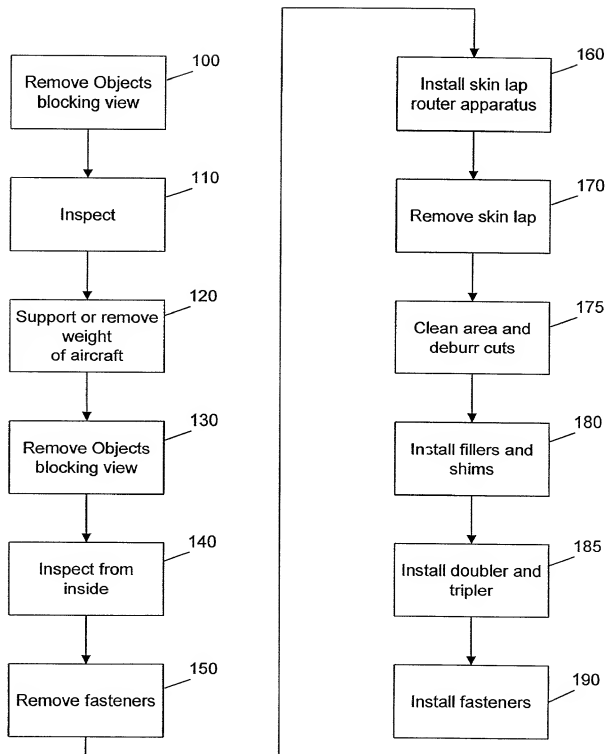 100
Remove Objects
blocking view
110
Inspect
120
Support or remove
weight
of aircraft
130
Remove Objects
blocking view
140
Inspect from
inside
150
Remove fasteners
160
Install skin lap
router apparatus
170
Remove skin lap
175
Clean area and
deburr cuts
180
Install fillers and
shims
185
Install doubler and
tripler
190
Install fasteners